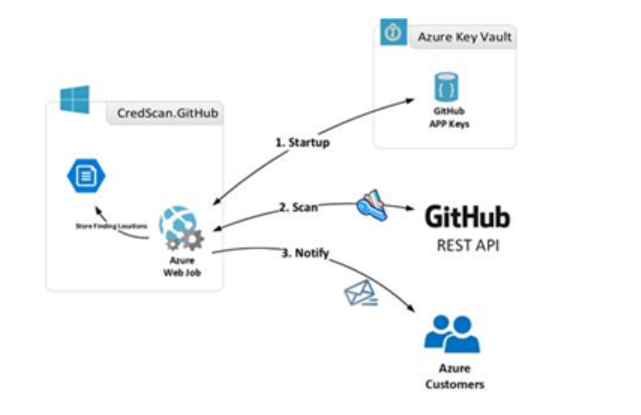 Azure Key Vault
GitHub
APP Keys
CredScan.GitHub
1. Startup
2. Scan
GitHub
REST API
Store Finding Locations
Azure
Web Job
3. Notify
Azure
Customers